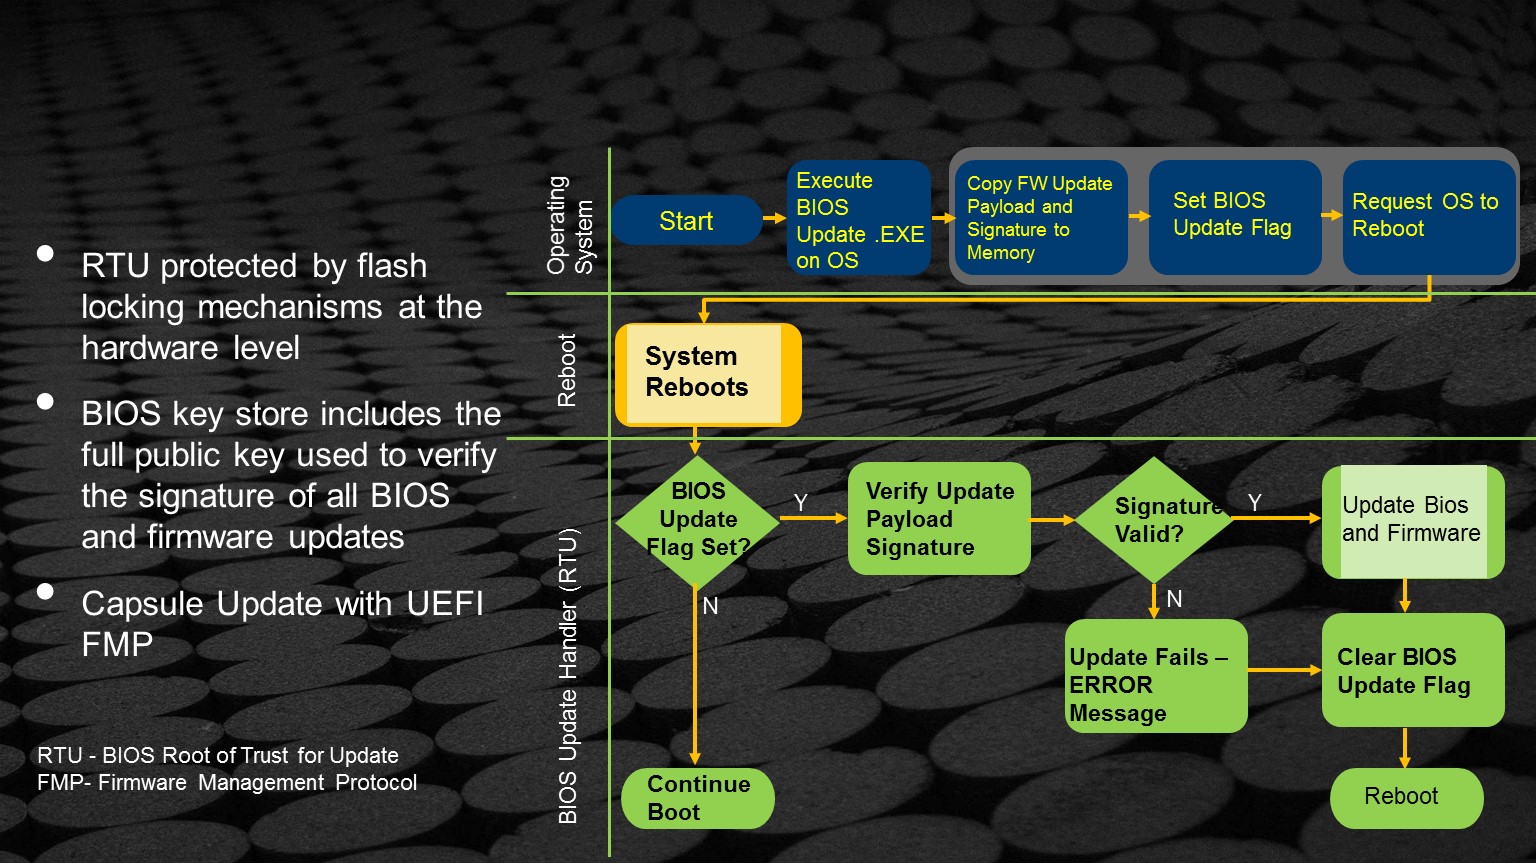 RTU protected by flash
locking mechanisms at the
hardware level
BIOS key store includes the
full public key used to verify
the signature of all BIOS
and firmware updates
Capsule Update with UEFI
FMP
RTU - BIOS Root of Trust for Update
FMP- Firmware Management Protocol
Operating
System
Start
Execute
BIOS
Update .EXE
on OS
Copy FW Update
Payload and
Signature to
Memory
Set BIOS
Update Flag
Request OS to
Reboot
Reboot
System
Reboots
BIOS Update Handler (RTU)
BIOS
Update
Flag Set?
Y
Verify Update
Payload
Signature
Signature
Valid?
Y
Update Bios
and Firmware
N
N
Update Fails –
ERROR
Message
Clear BIOS
Update Flag
Continue
Boot
Reboot